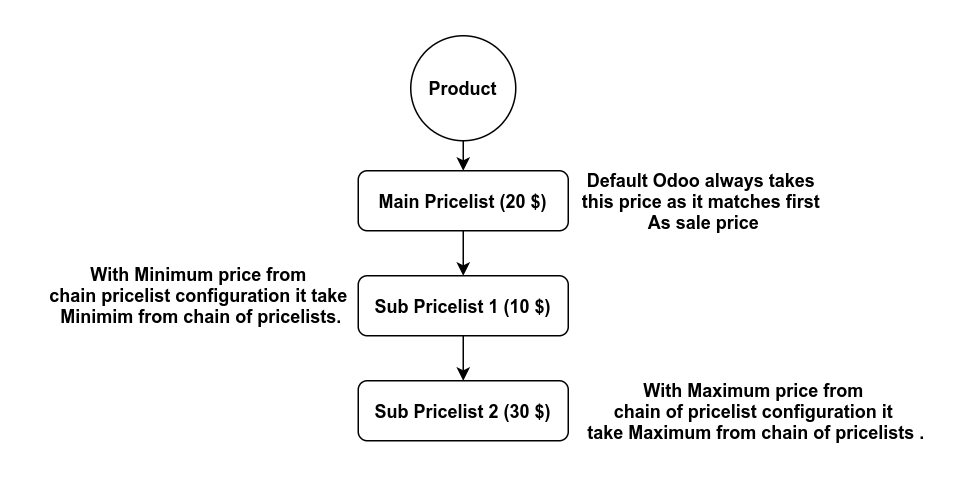 Product
Main Pricelist (20 $)
Default Odoo always takes
this price as it matches first
As sale price
With Minimum price from
chain pricelist configuration it take
Minimim from chain of pricelists.
Sub Pricelist 1 (10 $)
Sub Pricelist 2 (30 $)
With Maximum price from
chain of pricelist configuration it
take Maximum from chain of pricelists .